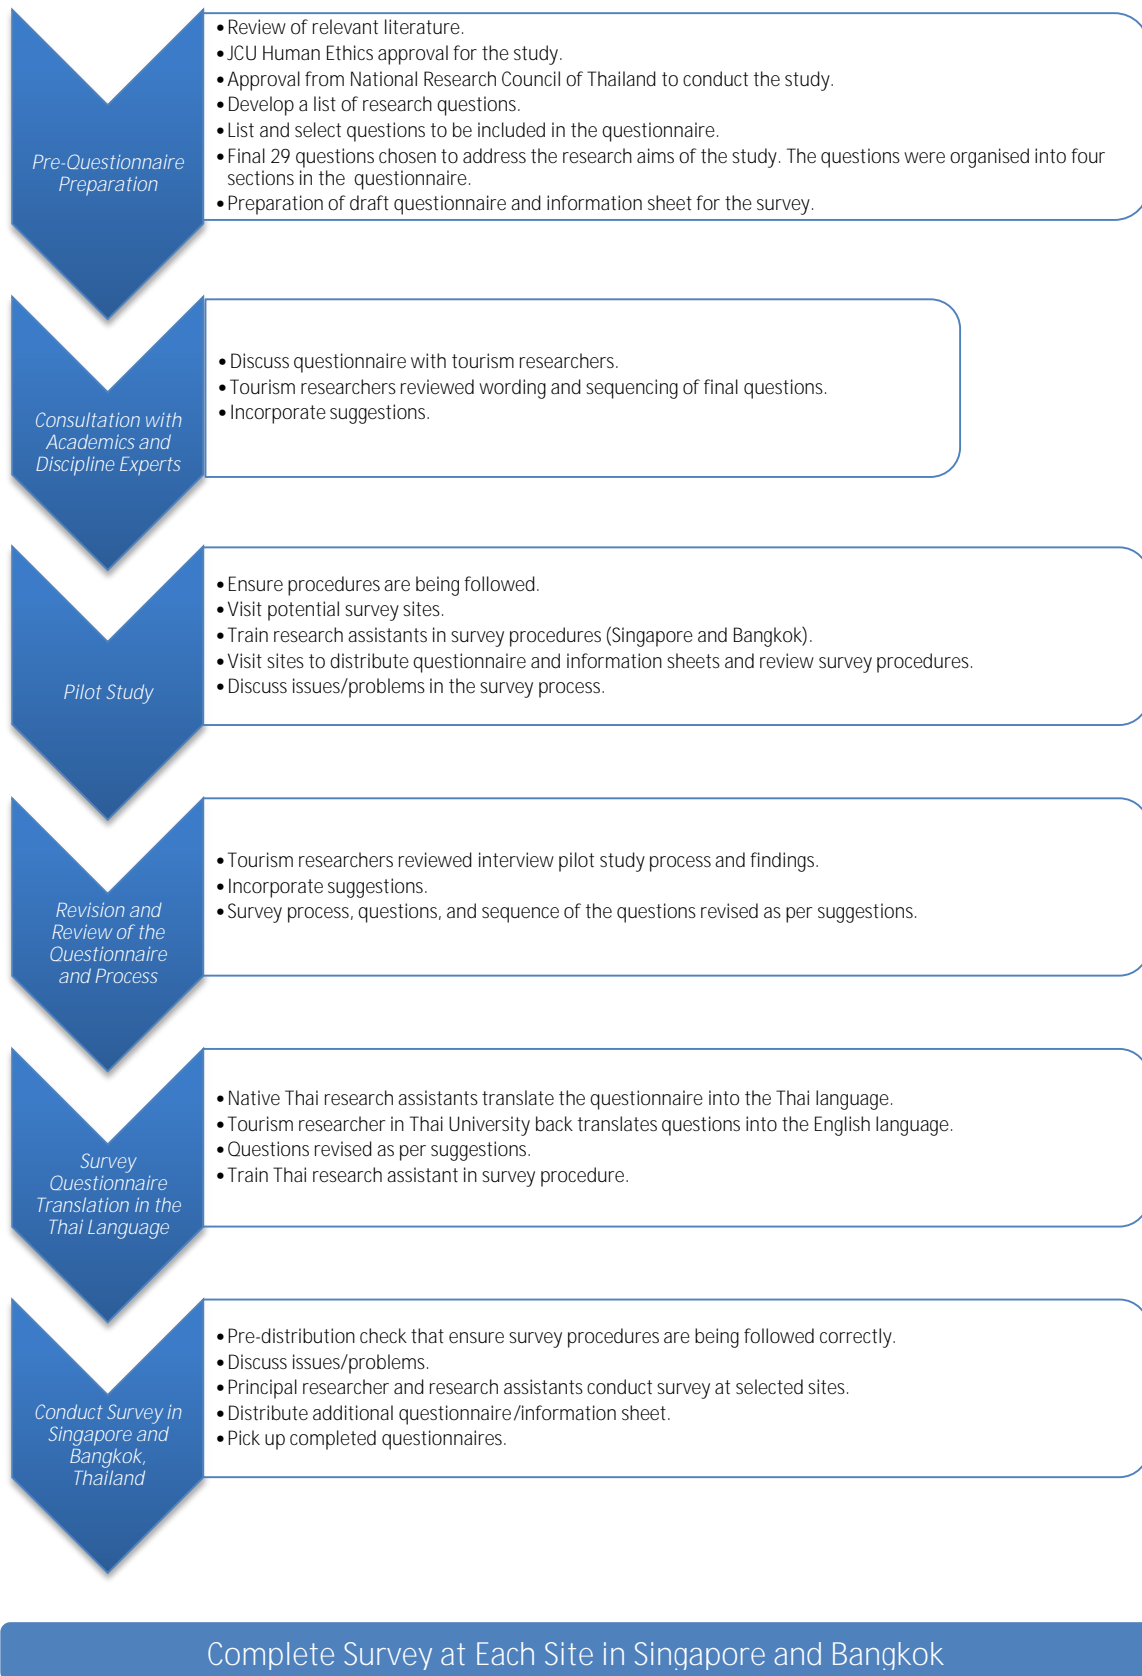 • Review of relevant literature.
• JCU Human Ethics approval for the study.
• Approval from National Research Council of Thailand to conduct the study.
• Develop a list of research questions.
• List and select questions to be included in the questionnaire.
• Final 29 questions chosen to address the research aims of the study. The questions were organised into four
sections in the questionnaire.
• Preparation of draft questionnaire and information sheet for the survey.
Pre-Questionnaire
Preparation
• Discuss questionnaire with tourism researchers.
• Tourism researchers reviewed wording and sequencing of final questions.
• Incorporate suggestions.
Consultation with
Academics and
Discipline Experts
• Ensure procedures are being followed.
• Visit potential survey sites.
• Train research assistants in survey procedures (Singapore and Bangkok).
• Visit sites to distribute questionnaire and information sheets and review survey procedures.
• Discuss issues/problems in the survey process.
Pilot Study
• Tourism researchers reviewed interview pilot study process and findings.
• Incorporate suggestions.
• Survey process, questions, and sequence of the questions revised as per suggestions.
Revision and
Review of the
Questionnaire
and Process
• Native Thai research assistants translate the questionnaire into the Thai language.
• Tourism researcher in Thai University back translates questions into the English language.
• Questions revised as per suggestions.
• Train Thai research assistant in survey procedure.
Survey
Questionnaire
Translation in the
Thai Language
• Pre-distribution check that ensure survey procedures are being followed correctly.
• Discuss issues/problems.
• Principal researcher and research assistants conduct survey at selected sites.
• Distribute additional questionnaire/information sheet.
• Pick up completed questionnaires.
Conduct Survey in
Singapore and
Bangkok,
Thailand
Complete Survey at Each Site in Singapore and Bangkok